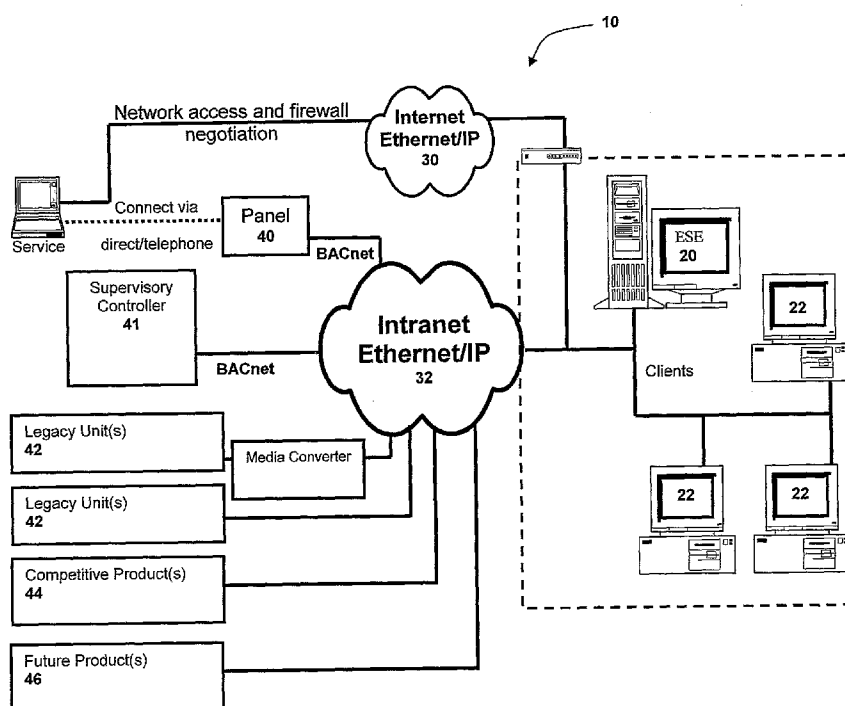 10
Network access and firewall
negotiation
Internet
Ethernet/IP
30
Service
Connect via
direct/telephone
Panel
40
BACnet
ESE
20
Supervisory
Controller
41
BACnet
Intranet
Ethernet/IP
32
22
Clients
Legacy Unit(s)
42
Media Converter
Legacy Unit(s)
42
22
22
Competitive Product(s)
44
Future Product(s)
46